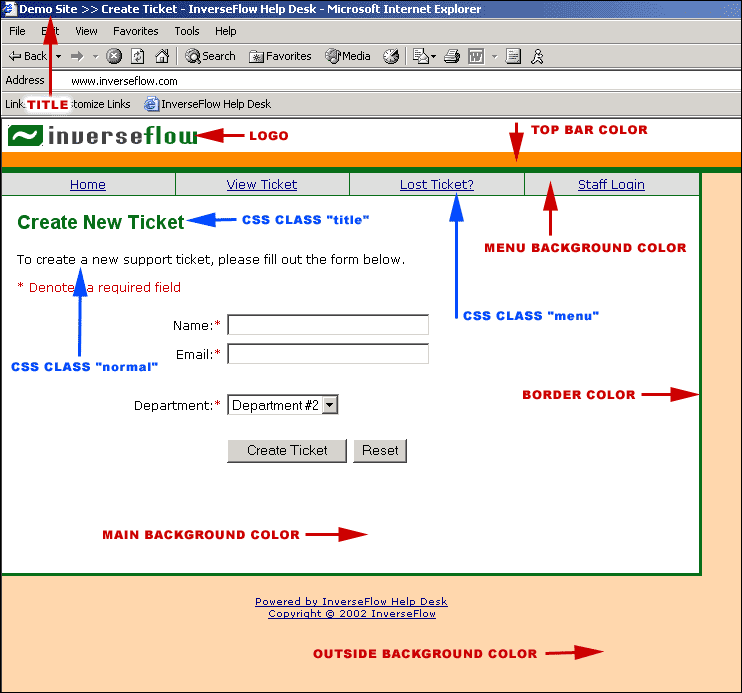 Demo Site >> Create Ticket - InverseFlow Help Desk - Microsoft Internet Explorer
File View Favorites Tools Help
Back Search Favorites Media
Address www.inverseflow.com
TITLE Links InverseFlow Help Desk
inverseflow LOGO TOP BAR COLOR
Home View Ticket Lost Ticket? Staff Login
Create New Ticket CSS CLASS "title"
MENU BACKGROUND COLOR
To create a new support ticket, please fill out the form below.
* Denotes a required field
Name:* CSS CLASS "menu"
Email:*
CSS CLASS "normal"
BORDER COLOR
Department:* Department #2
Create Ticket Reset
MAIN BACKGROUND COLOR
Powered by InverseFlow Help Desk
Copyright © 2002 InverseFlow
OUTSIDE BACKGROUND COLOR